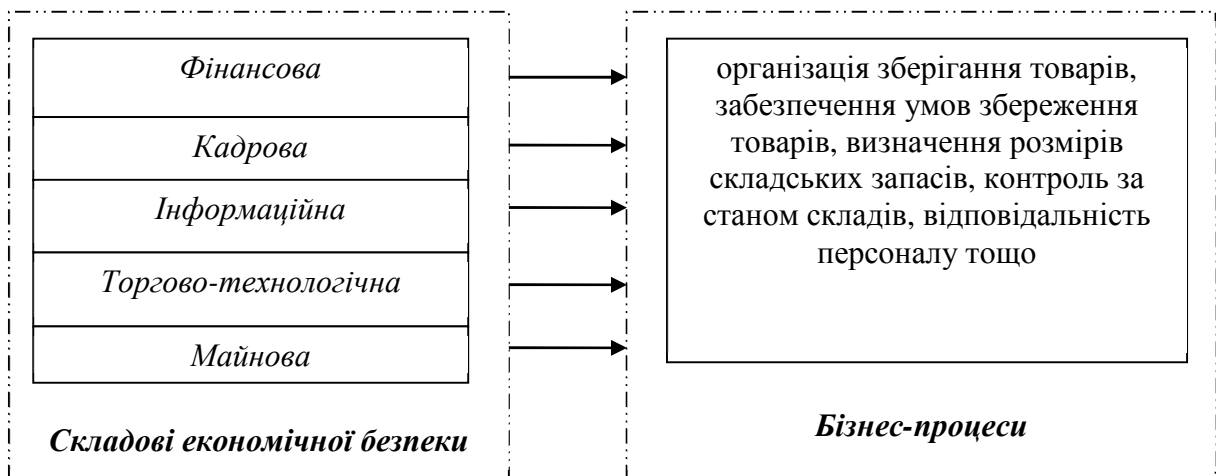 Фінансова
Кадрова
Інформаційна
Торгово-технологічна
Майнова
Складові економічної безпеки
організація зберігання товарів,
забезпечення умов збереження
товарів, визначення розмірів
складських запасів, контроль за
станом складів, відповідальність
персоналу тощо
Бізнес-процеси